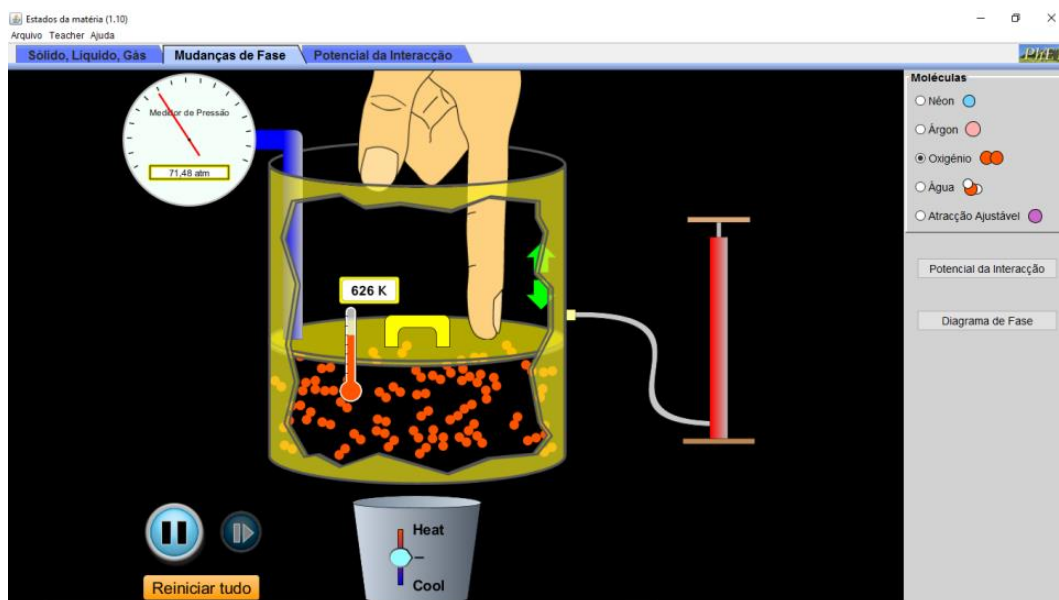 Estados da matéria (1.10)
Arquivo Teacher Ajuda
Sólido, Líquido, Gás Mudanças de Fase Potencial da Interacção
PhET
Medidor de Pressão
71,48 atm
626 K
Heat
Cool
Reiniciar tudo
Moléculas
Néon
Árgon
Oxigénio
Água
Atracção Ajustável
Potencial da Interacção
Diagrama de Fase